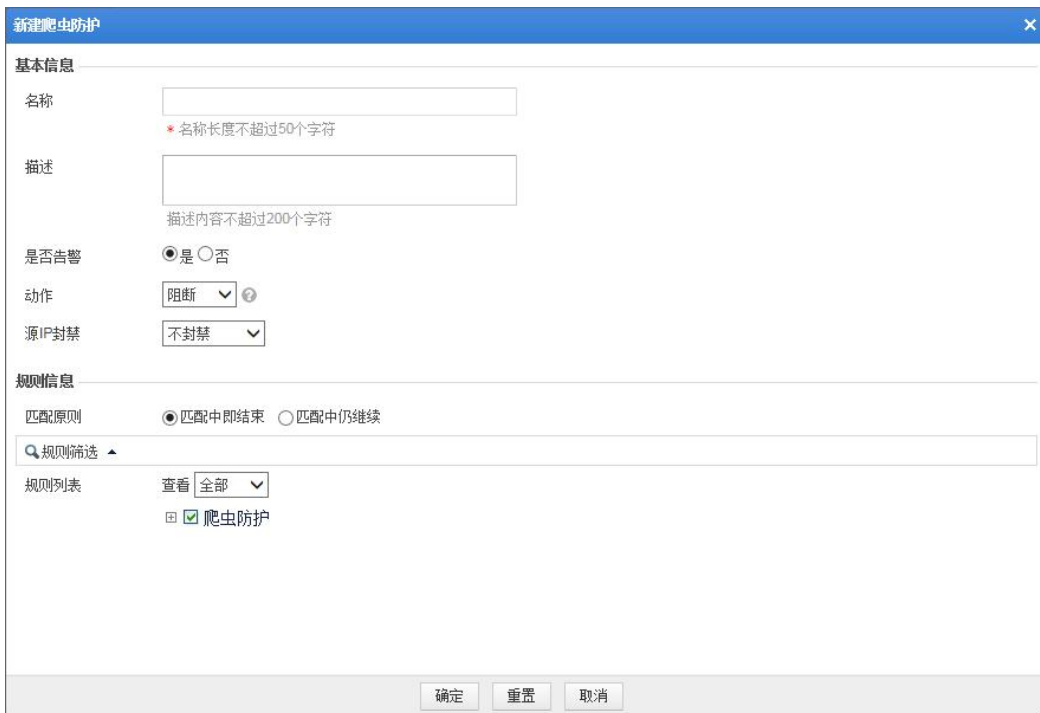 新建爬虫防护
基本信息
名称
* 名称长度不超过50个字符
描述
描述内容不超过200个字符
是否告警 是 否
动作 阻断
源IP封禁 不封禁
规则信息
匹配原则 匹配中即结束 匹配中仍继续
规则筛选
规则列表 查看 全部
爬虫防护
确定 重置 取消